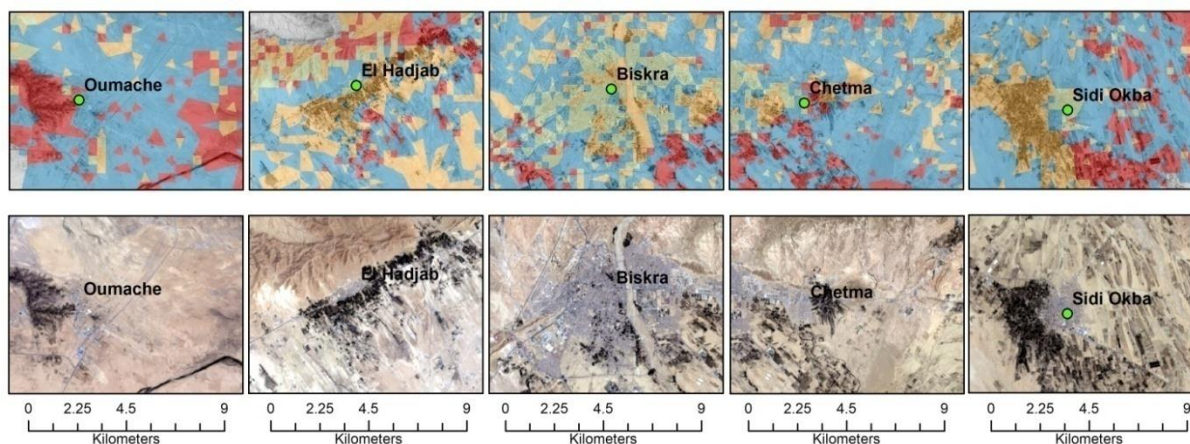 Oumache
El Hadjab
Biskra
Chetma
Sidi Okba
Oumache
El Hadjab
Biskra
Chetma
Sidi Okba
0 2.25 4.5 9
Kilometers
0 2.25 4.5 9
Kilometers
0 2.25 4.5 9
Kilometers
0 2.25 4.5 9
Kilometers
0 2.25 4.5 9
Kilometers